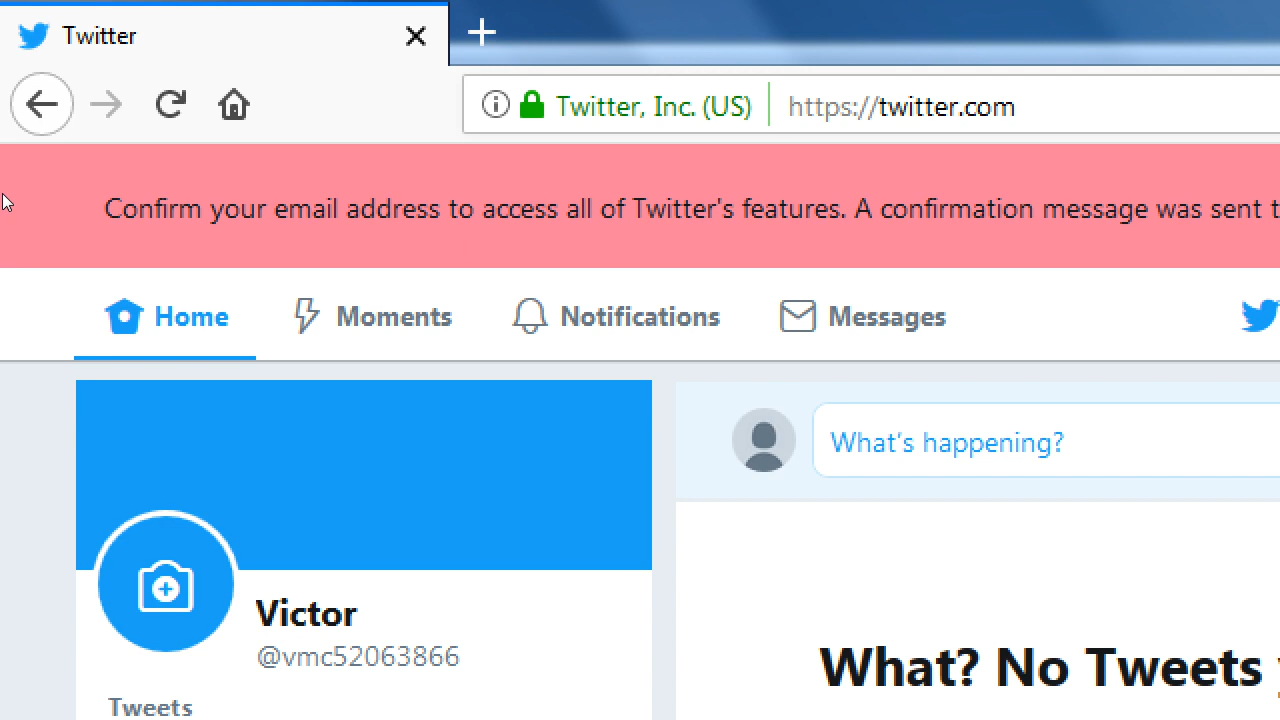 Twitter
Twitter, Inc. (US) https://twitter.com
Confirm your email address to access all of Twitter's features. A confirmation message was sent t
Home Moments Notifications Messages
What's happening?
Victor
@vmc52063866
What? No Tweets
Tweets